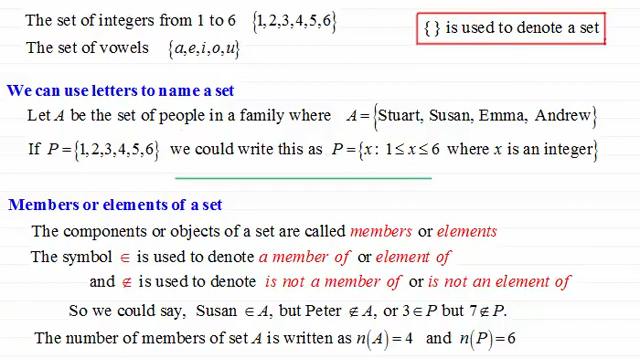 The set of integers from 1 to 6 {1,2,3,4,5,6}
{ } is used to denote a set
The set of vowels {a,e,i,o,u}
We can use letters to name a set
Let A be the set of people in a family where A={Stuart, Susan, Emma, Andrew}
If P={1,2,3,4,5,6} we could write this as P={x: 1≤x≤6 where x is an integer}
Members or elements of a set
The components or objects of a set are called members or elements
The symbol ∈ is used to denote a member of or element of
and ∉ is used to denote is not a member of or is not an element of
So we could say, Susan ∈ A, but Peter ∉ A, or 3∈P but 7∉P.
The number of members of set A is written as n(A)=4 and n(P)=6